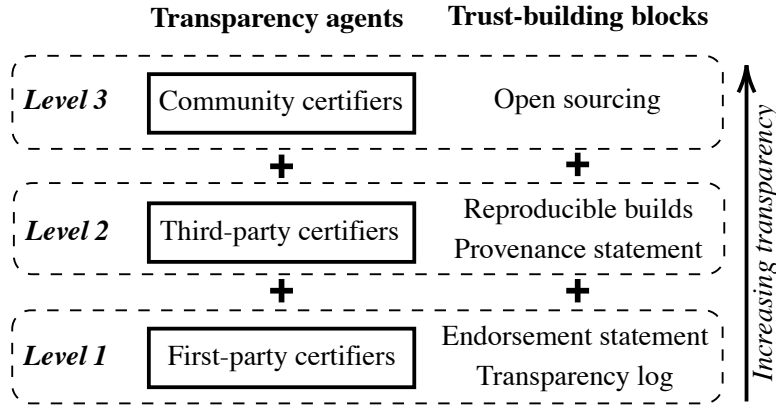 Transparency agents Trust-building blocks
Level 3 Community certifiers Open sourcing
+ +
Level 2 Third-party certifiers Reproducible builds
Provenance statement
+ +
Level 1 First-party certifiers Endorsement statement
Transparency log
Increasing transparency